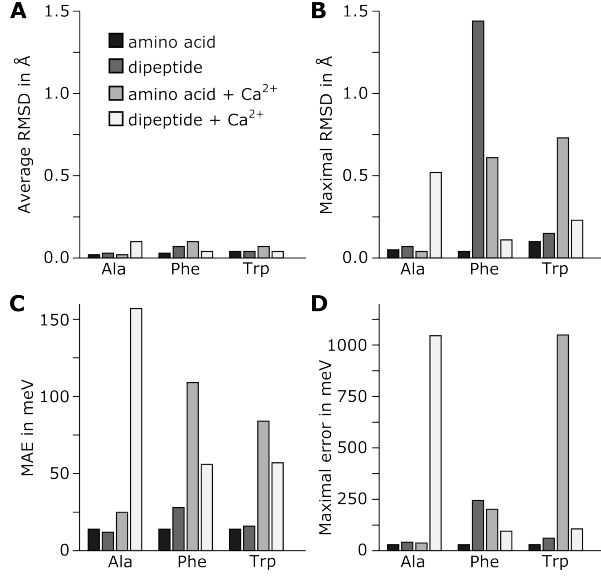 A
Average RMSD in Å
1.5
1.0
0.5
0.0
amino acid
dipeptide
amino acid + Ca²⁺
dipeptide + Ca²⁺
Ala Phe Trp
B
Maximal RMSD in Å
1.5
1.0
0.5
0.0
Ala Phe Trp
C
MAE in meV
150
100
50
0
Ala Phe Trp
D
Maximal error in meV
1000
750
500
250
0
Ala Phe Trp